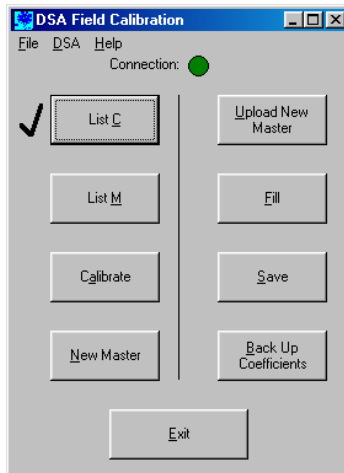 DSA Field Calibration
File DSA Help
Connection:
List C
Upload New
Master
List M
Fill
Calibrate
Save
New Master
Back Up
Coefficients
Exit